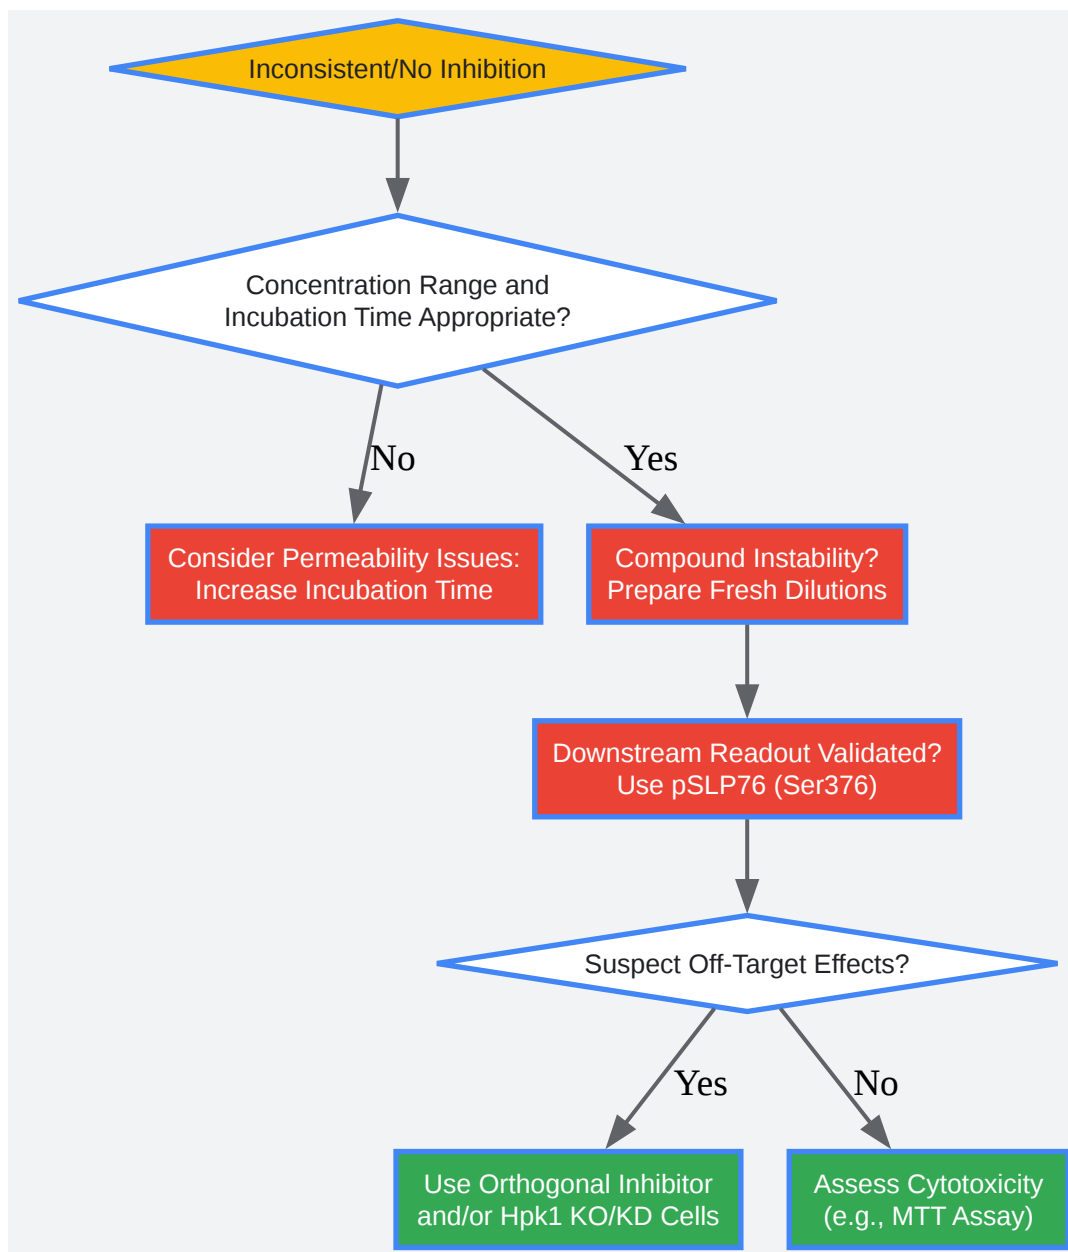 Inconsistent/No Inhibition
Concentration Range and
Incubation Time Appropriate?
No
Yes
Consider Permeability Issues:
Increase Incubation Time
Compound Instability?
Prepare Fresh Dilutions
Downstream Readout Validated?
Use pSLP76 (Ser376)
Suspect Off-Target Effects?
Yes
No
Use Orthogonal Inhibitor
and/or Hpk1 KO/KD Cells
Assess Cytotoxicity
(e.g., MTT Assay)